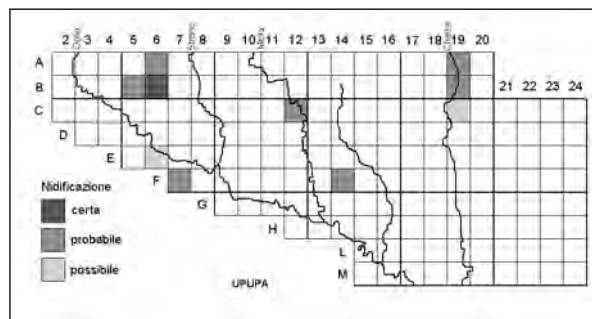 2 3 4 5 6 7 8 9 10 11 12 13 14 15 16 17 18 19 20
A
B
21 22 23 24
C
D
E
F
G
H
L
M
Nidificazione
certa
probabile
possibile
UPUPA